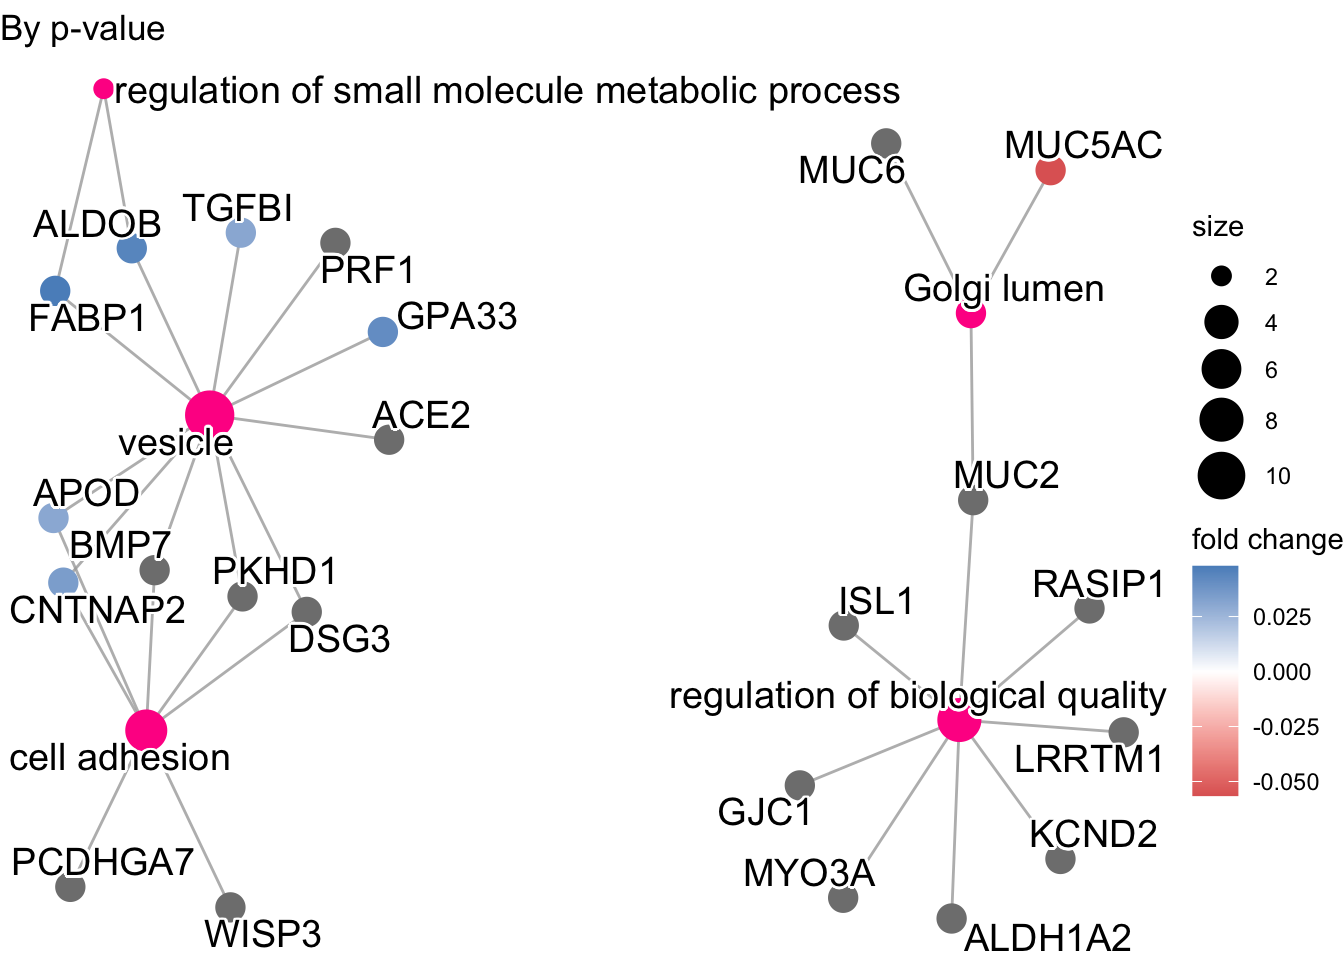 By p-value
regulation of small molecule metabolic process
MUC6
MUC5AC
ALDOB
TGFBI
PRF1
FABP1
GPA33
Golgi lumen
ACE2
vesicle
APOD
MUC2
BMP7
PKHD1
CNTNAP2
DSG3
ISL1
RASIP1
regulation of biological quality
cell adhesion
LRRTM1
GJC1
KCND2
PCDHGA7
MYO3A
WISP3
ALDH1A2
size
2
4
6
8
10
fold change
0.025
0.000
-0.025
-0.050